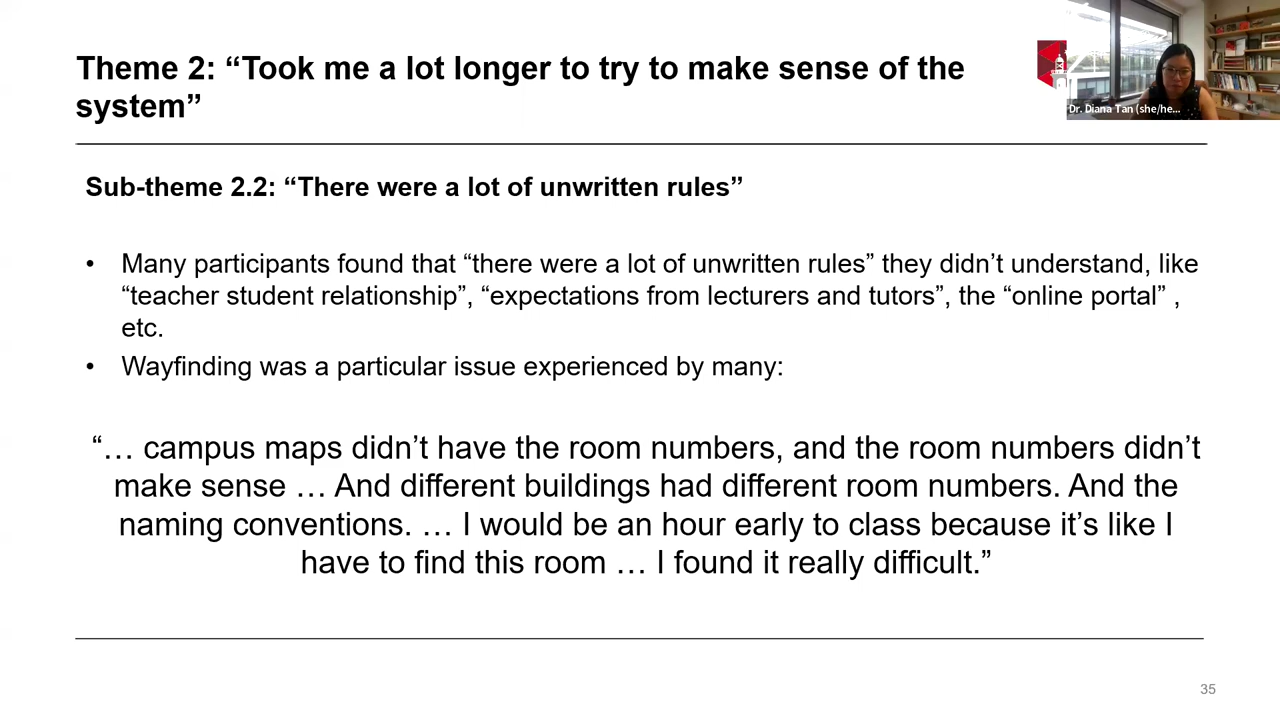 Theme 2: “Took me a lot longer to try to make sense of the
system”
Dr. Diana Tan (she/he...
Sub-theme 2.2: “There were a lot of unwritten rules”
• Many participants found that “there were a lot of unwritten rules” they didn’t understand, like
“teacher student relationship”, “expectations from lecturers and tutors”, the “online portal” ,
etc.
• Wayfinding was a particular issue experienced by many:
“… campus maps didn’t have the room numbers, and the room numbers didn’t
make sense … And different buildings had different room numbers. And the
naming conventions. … I would be an hour early to class because it’s like I
have to find this room … I found it really difficult.”
35